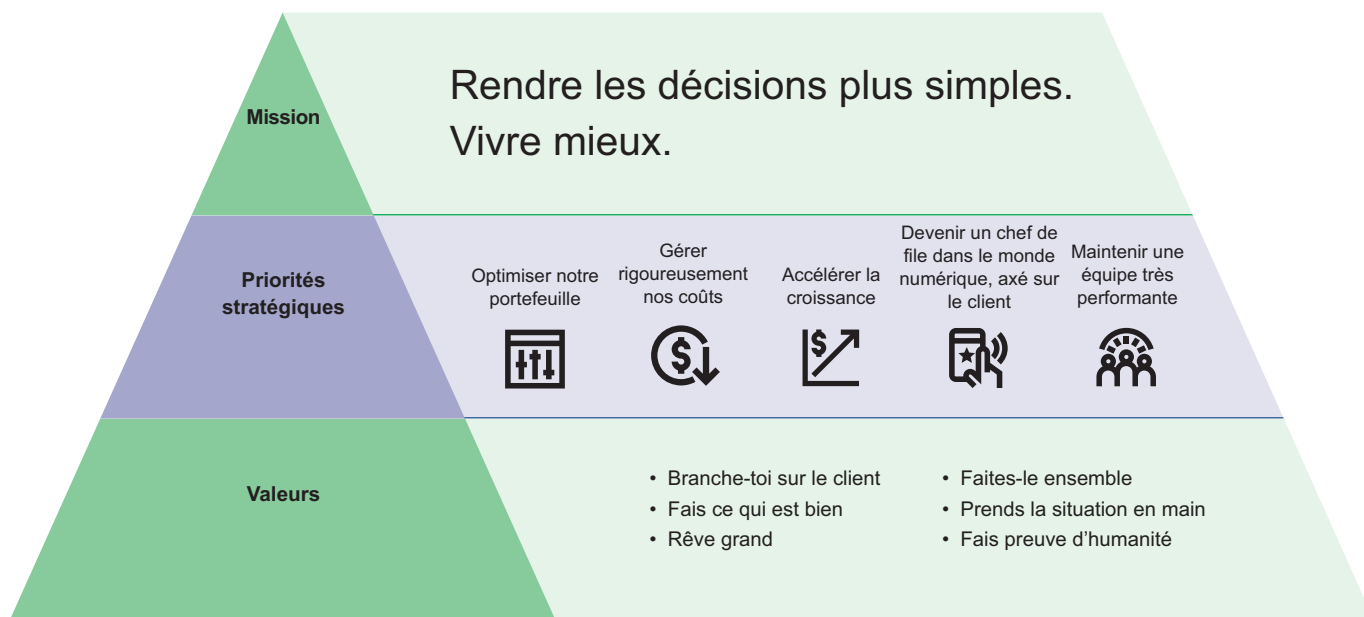 Mission
Rendre les décisions plus simples.
Vivre mieux.
Priorités
stratégiques
Optimiser notre
portefeuille
Gérer
rigoureusement
nos coûts
Accélérer la
croissance
Devenir un chef de
file dans le monde
numérique, axé sur
le client
Maintenir une
équipe très
performante
$
$
Valeurs
• Branche-toi sur le client
• Fais ce qui est bien
• Rêve grand
• Faites-le ensemble
• Prends la situation en main
• Fais preuve d’humanité